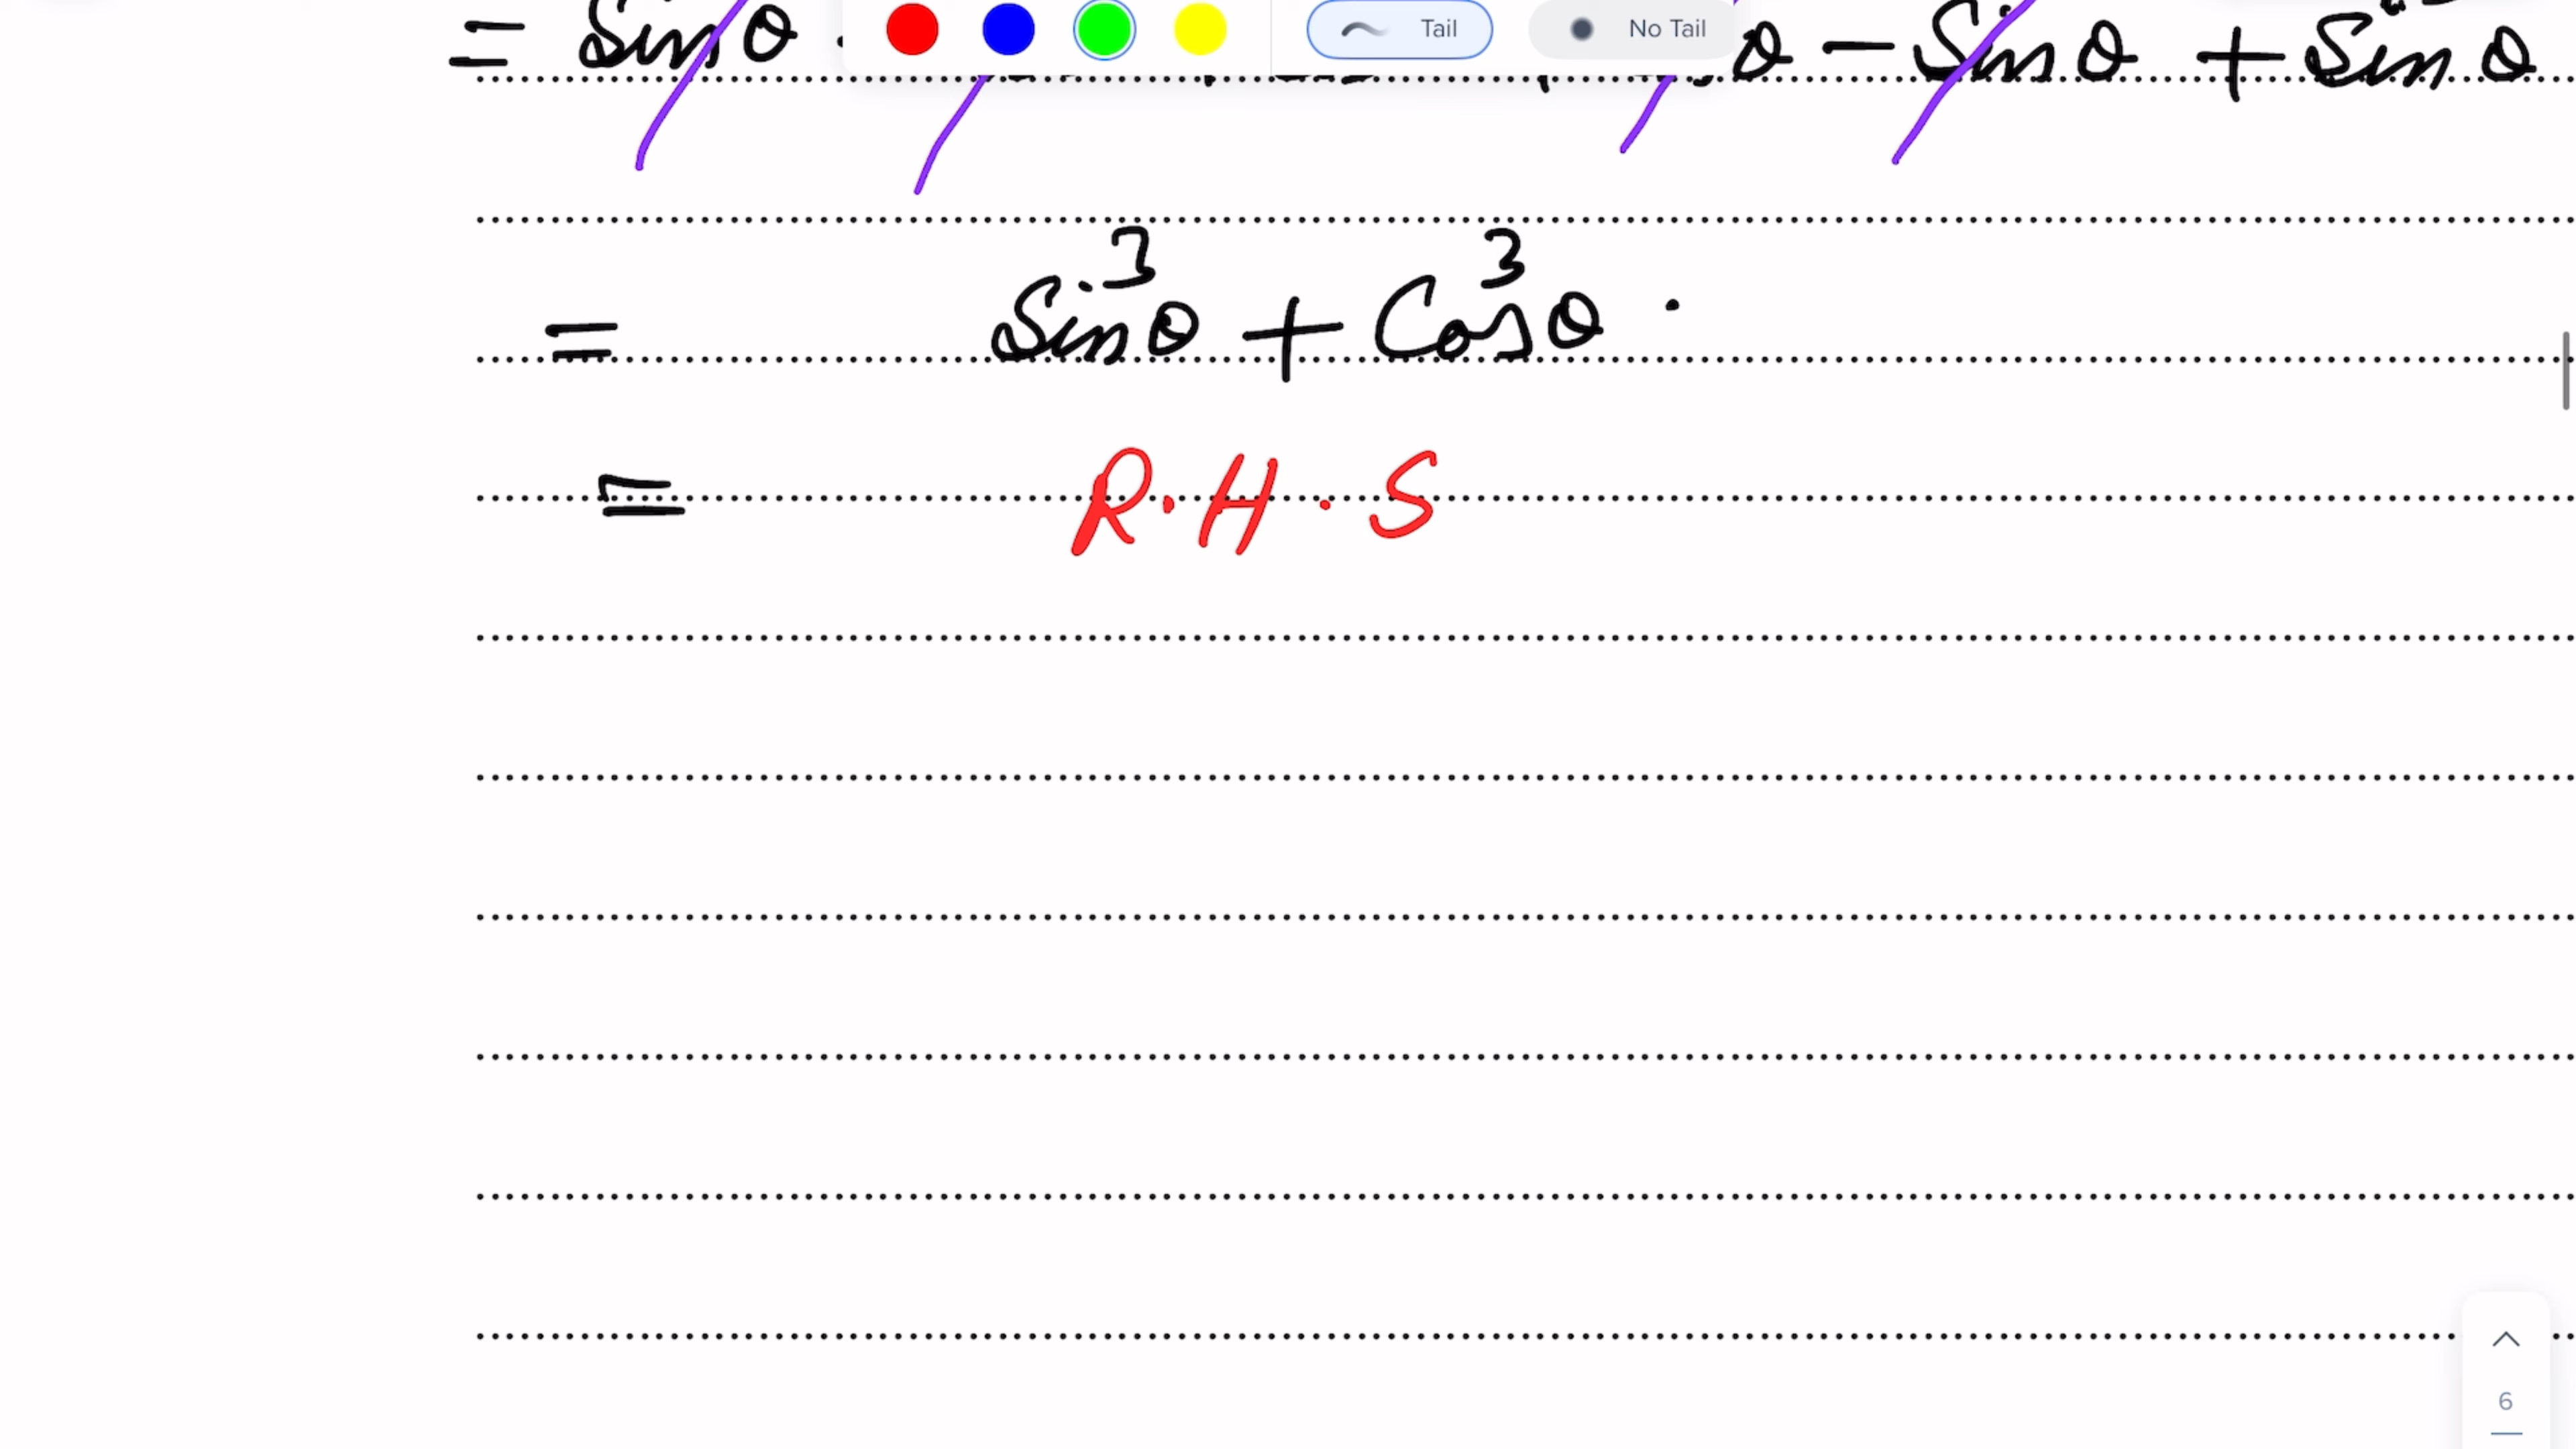 Tail No Tail
= Sinθ θ - Sinθ + Sinθ
= Sin³θ + Cos³θ .
= R.H.S
6